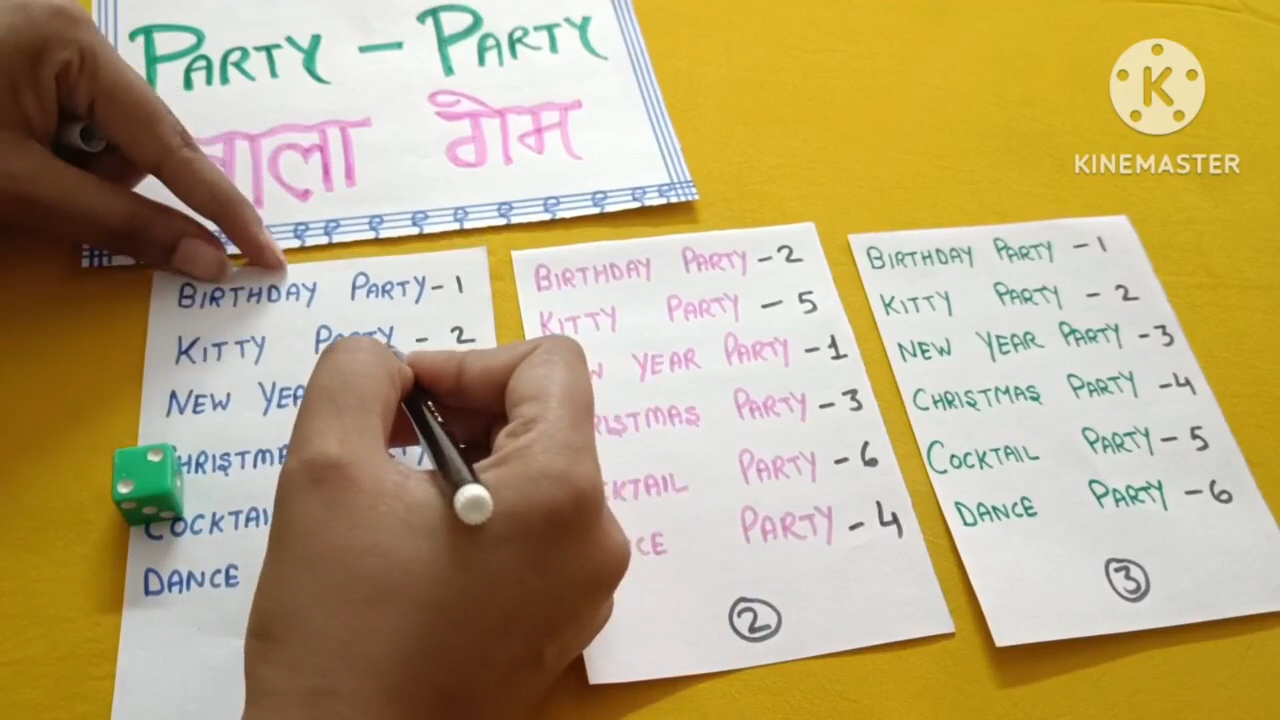 PARTY - PARTY
वाला गेम
KINEMASTER
BIRTHDAY PARTY - 1
KITTY PARTY - 2
NEW
DANCE
BIRTHDAY PARTY - 2
KITTY PARTY - 5
YEAR PARTY - 1
PARTY - 3
PARTY - 6
PARTY - 4
2
BIRTHDAY PARTY - 1
KITTY PARTY - 2
NEW YEAR PARTY - 3
CHRISTMAS PARTY - 4
COCKTAIL PARTY - 5
DANCE PARTY - 6
3